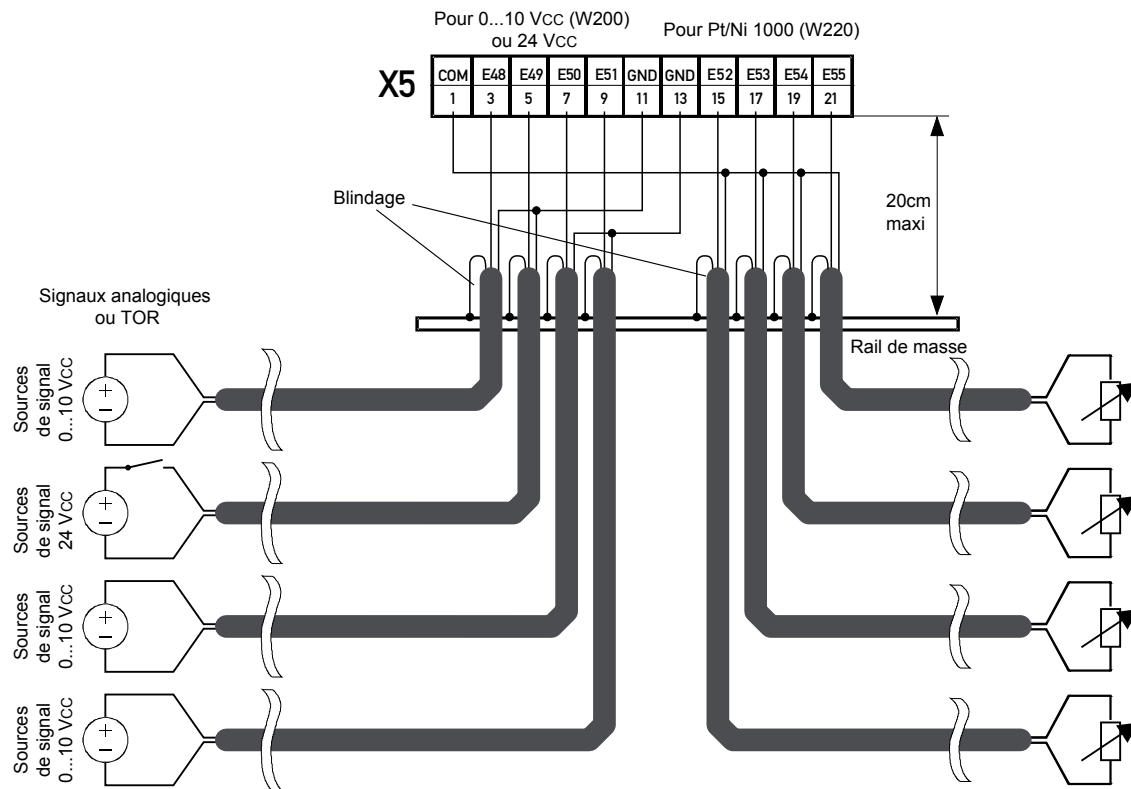 Pour 0...10 VCC (W200)
ou 24 VCC
Pour Pt/Ni 1000 (W220)
X5
COM E48 E49 E50 E51 GND GND E52 E53 E54 E55
1 3 5 7 9 11 13 15 17 19 21
Blindage
20cm
maxi
Signaux analogiques
ou TOR
Rail de masse
Sources
de signal
0...10 VCC
+
–
Sources
de signal
24 VCC
+
–
Sources
de signal
0...10 VCC
+
–
Sources
de signal
0...10 VCC
+
–